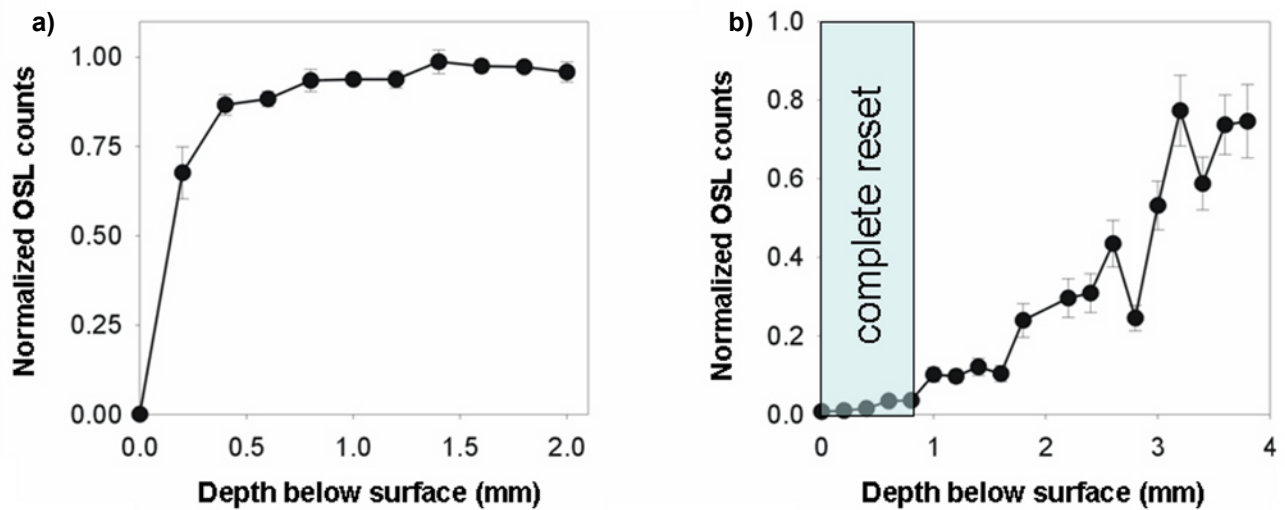 a)
Normalized OSL counts
1.00
0.75
0.50
0.25
0.00
0.0 0.5 1.0 1.5 2.0
Depth below surface (mm)
b)
Normalized OSL counts
1.0
0.8
0.6
0.4
0.2
0.0
complete reset
0 1 2 3 4
Depth below surface (mm)